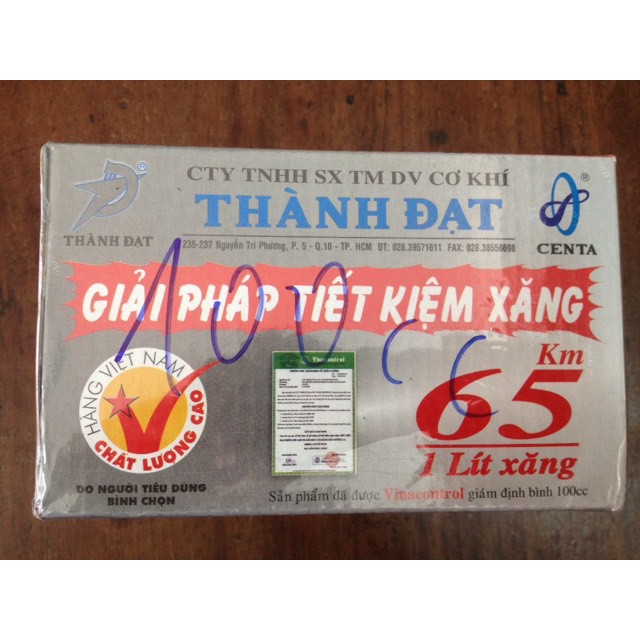 CTY TNHH SX TM DV CƠ KHÍ
THÀNH ĐẠT
235-237 Nguyễn Tri Phương, P. 5 - Q.10 - TP. HCM ĐT: 028.39571611 FAX: 028.38556698
®
THÀNH ĐẠT
®
CENTA
GIẢI PHÁP TIẾT KIỆM XĂNG
100cc
HÀNG VIỆT NAM
CHẤT LƯỢNG CAO
DO NGƯỜI TIÊU DÙNG
BÌNH CHỌN
Vinacontrol
Km
65
1 Lít xăng
Sản phẩm đã được Vinacontrol giám định bình 100cc